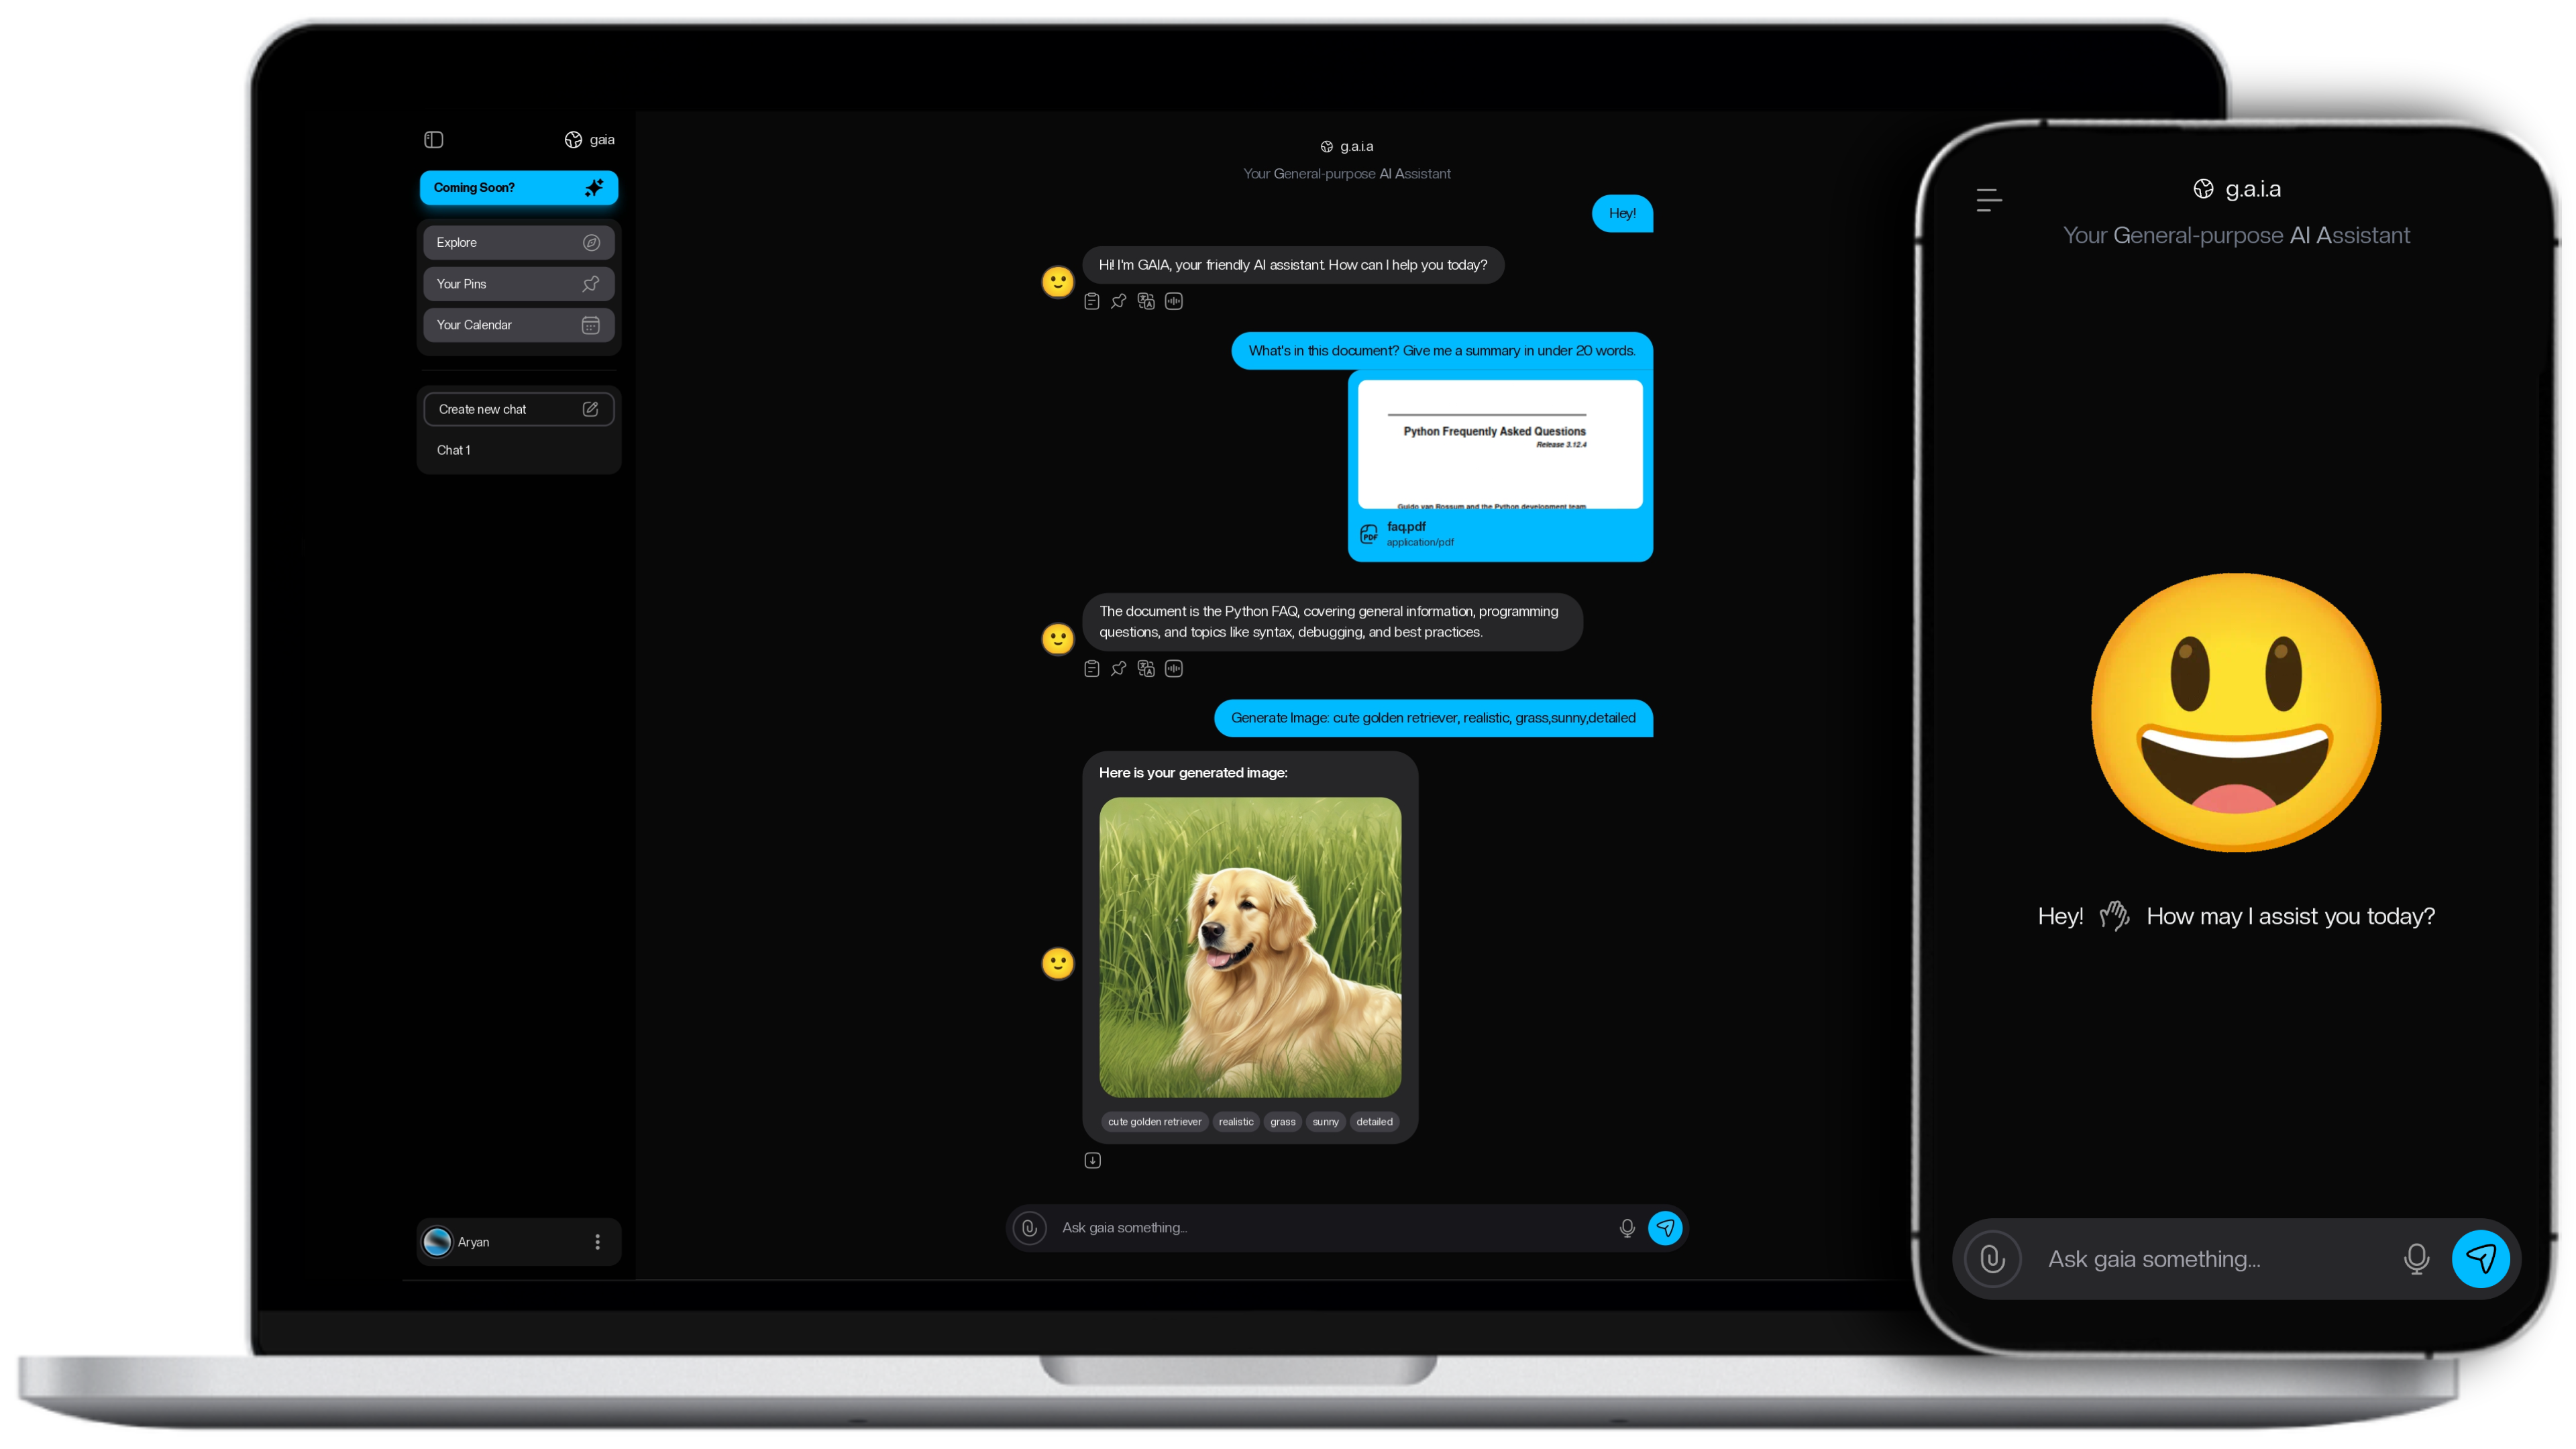 gaia
Coming Soon?
Explore
Your Pins
Your Calendar
Create new chat
Chat 1
Aryan
g.a.i.a
Your General-purpose AI Assistant
Hey!
Hi! I'm GAIA, your friendly AI assistant. How can I help you today?
What's in this document? Give me a summary in under 20 words.
Python Frequently Asked Questions
Release 3.12.4
Guido van Rossum and the Python development team
PDF
faq.pdf
application/pdf
The document is the Python FAQ, covering general information, programming
questions, and topics like syntax, debugging, and best practices.
Generate Image: cute golden retriever, realistic, grass,sunny,detailed
Here is your generated image:
cute golden retriever realistic grass sunny detailed
Ask gaia something...
g.a.i.a
Your General-purpose AI Assistant
Hey! How may I assist you today?
Ask gaia something...